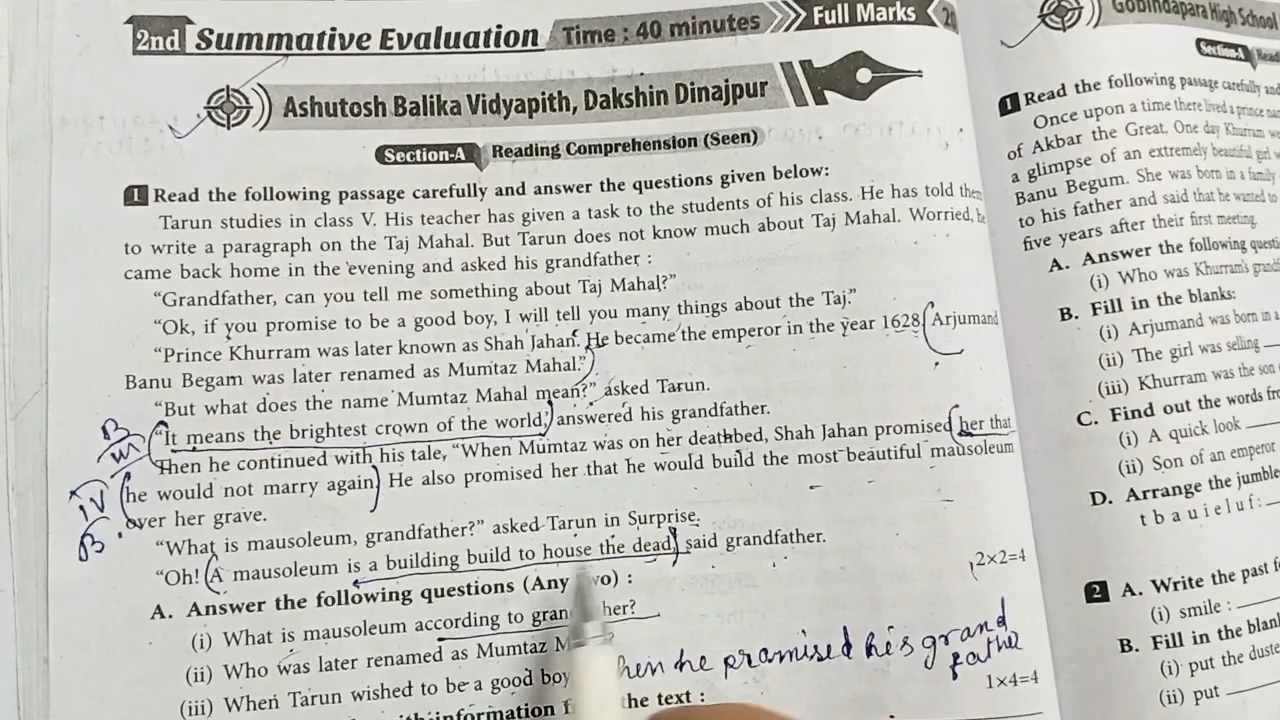 2nd Summative Evaluation Time : 40 minutes Full Marks
Ashutosh Balika Vidyapith, Dakshin Dinajpur
Section-A Reading Comprehension (Seen)
1 Read the following passage carefully and answer the questions given below:
Tarun studies in class V. His teacher has given a task to the students of his class. He has told
to write a paragraph on the Taj Mahal. But Tarun does not know much about Taj Mahal. Worried,
came back home in the evening and asked his grandfather :
“Grandfather, can you tell me something about Taj Mahal?”
“Ok, if you promise to be a good boy, I will tell you many things about the Taj.”
“Prince Khurram was later known as Shah Jahan. He became the emperor in the year 1628. Arjumand
Banu Begam was later renamed as Mumtaz Mahal.”
“But what does the name Mumtaz Mahal mean?” asked Tarun.
“It means the brightest crown of the world,’ answered his grandfather.
Then he continued with his tale, “When Mumtaz was on her deathbed, Shah Jahan promised her that
he would not marry again. He also promised her that he would build the most beautiful mausoleum
over her grave.
“What is mausoleum, grandfather?” asked Tarun in Surprise.
“Oh! A mausoleum is a building build to house the dead, said grandfather.
A. Answer the following questions (Any : 2×2=4
(i) What is mausoleum according to
(ii) Who was later renamed as Mumtaz
(iii) When Tarun wished to be a good boy
he promised his grand
father
information the text : 1×4=4
B
IV
B
Gobindapara High School
Section-A
1 Read the following passage carefully
Once upon a time there lived a prince
of Akbar the Great. One day Khurram
a glimpse of an extremely beautiful girl
Banu Begum. She was born in a family
to his father and said that he wanted to
five years after their first meeting.
A. Answer the following
(i) Who was Khurram's
B. Fill in the blanks:
(i) Arjumand was born in
(ii) The girl was selling
(iii) Khurram was the son
C. Find out the words
(i) A quick look
(ii) Son of an emperor
D. Arrange the
t b a u i e l u f :
2 A. Write the past
(i) smile :
B. Fill in the
(i) put the
(ii) put